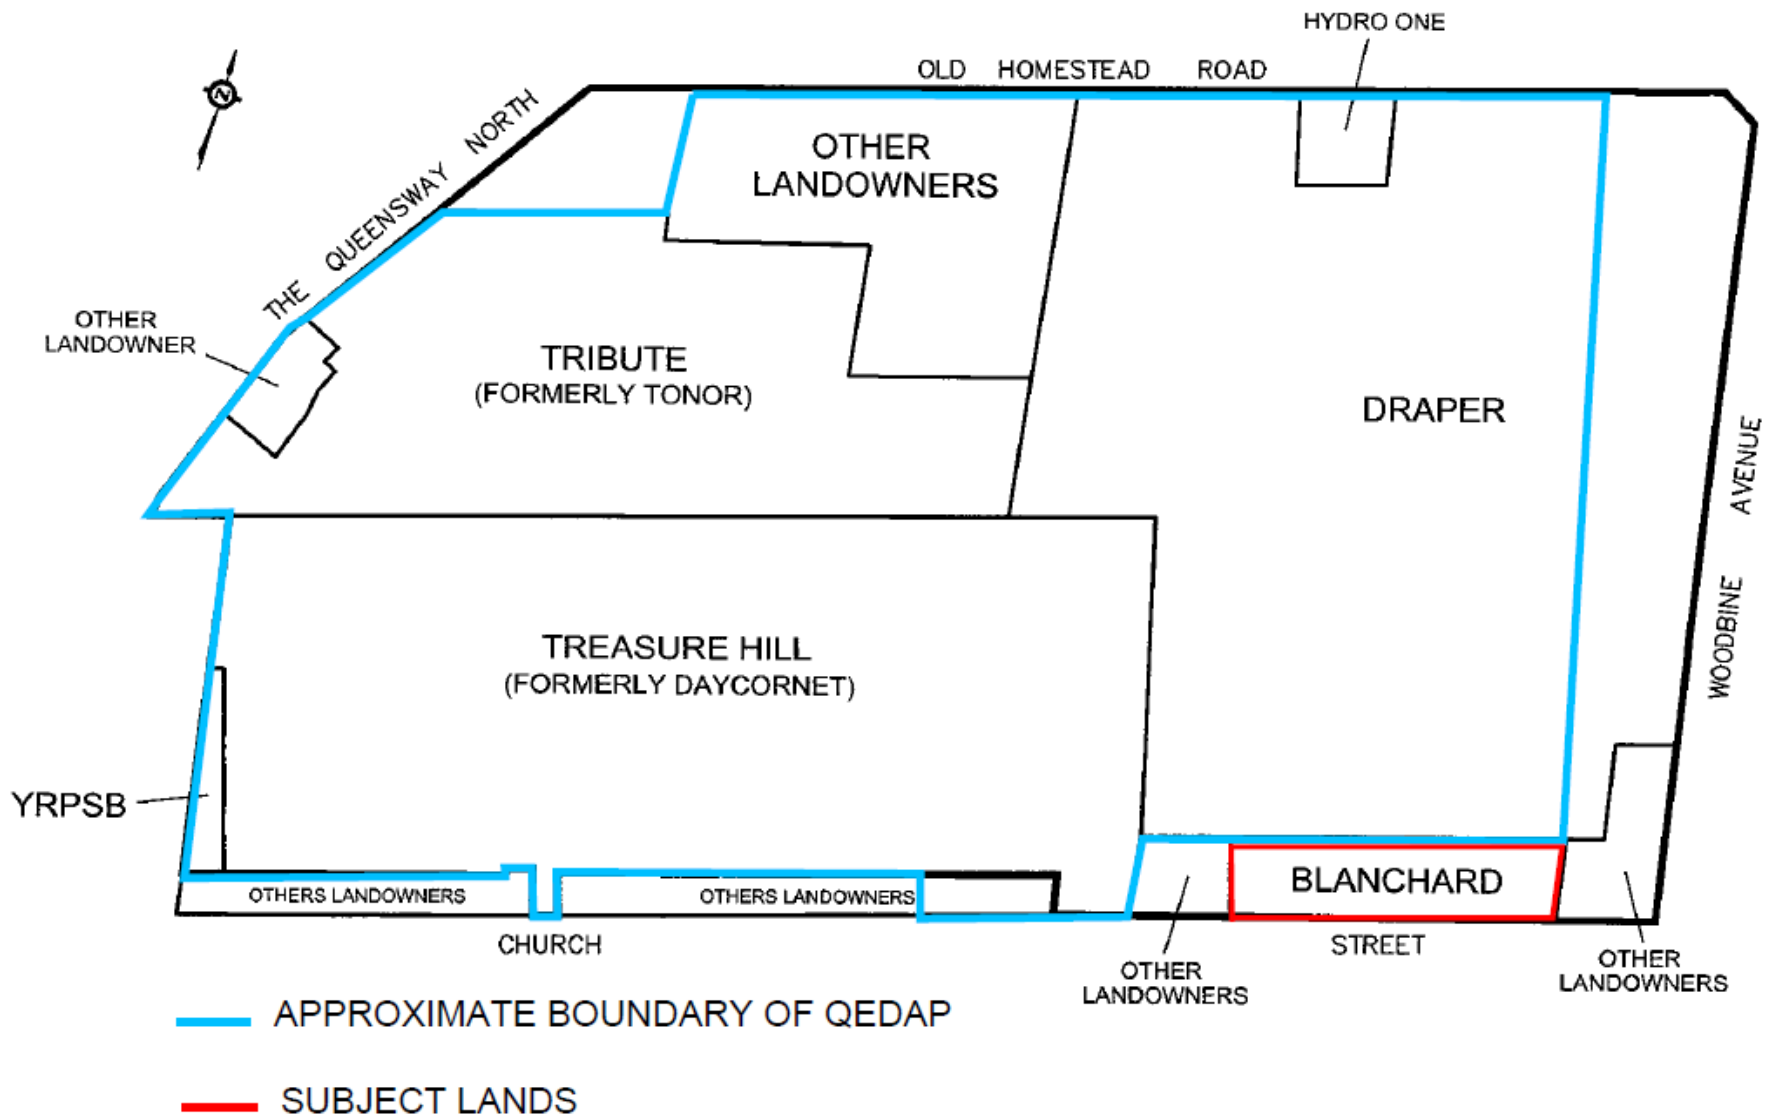 HYDRO ONE
OLD HOMESTEAD ROAD
N
THE QUEENSWAY NORTH
OTHER
LANDOWNERS
OTHER
LANDOWNER
TRIBUTE
(FORMERLY TONOR)
DRAPER
WOODBINE AVENUE
TREASURE HILL
(FORMERLY DAYCORNET)
YRPSB
OTHERS LANDOWNERS
OTHERS LANDOWNERS
BLANCHARD
CHURCH STREET
OTHER
LANDOWNERS
OTHER
LANDOWNERS
APPROXIMATE BOUNDARY OF QEDAP
SUBJECT LANDS